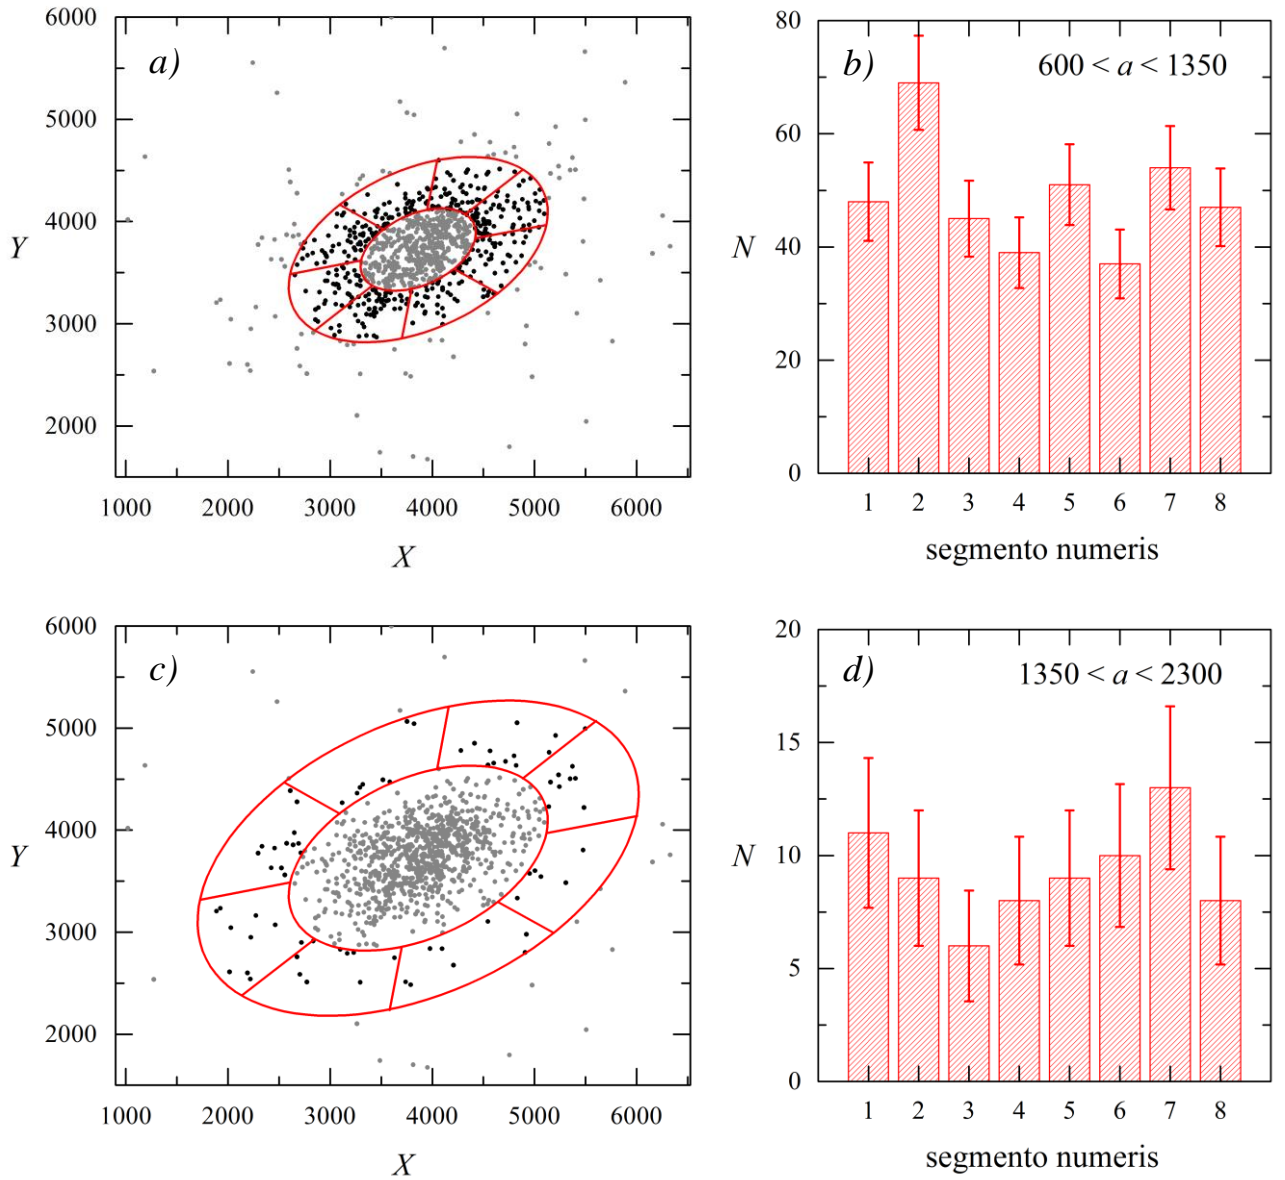 6000
5000
4000
3000
2000
Y
a)
1000 2000 3000 4000 5000 6000
X
80
60
40
20
0
N
b)
600 < a < 1350
1 2 3 4 5 6 7 8
segmento numeris
6000
5000
4000
3000
2000
Y
c)
1000 2000 3000 4000 5000 6000
X
20
15
10
5
0
N
d)
1350 < a < 2300
1 2 3 4 5 6 7 8
segmento numeris